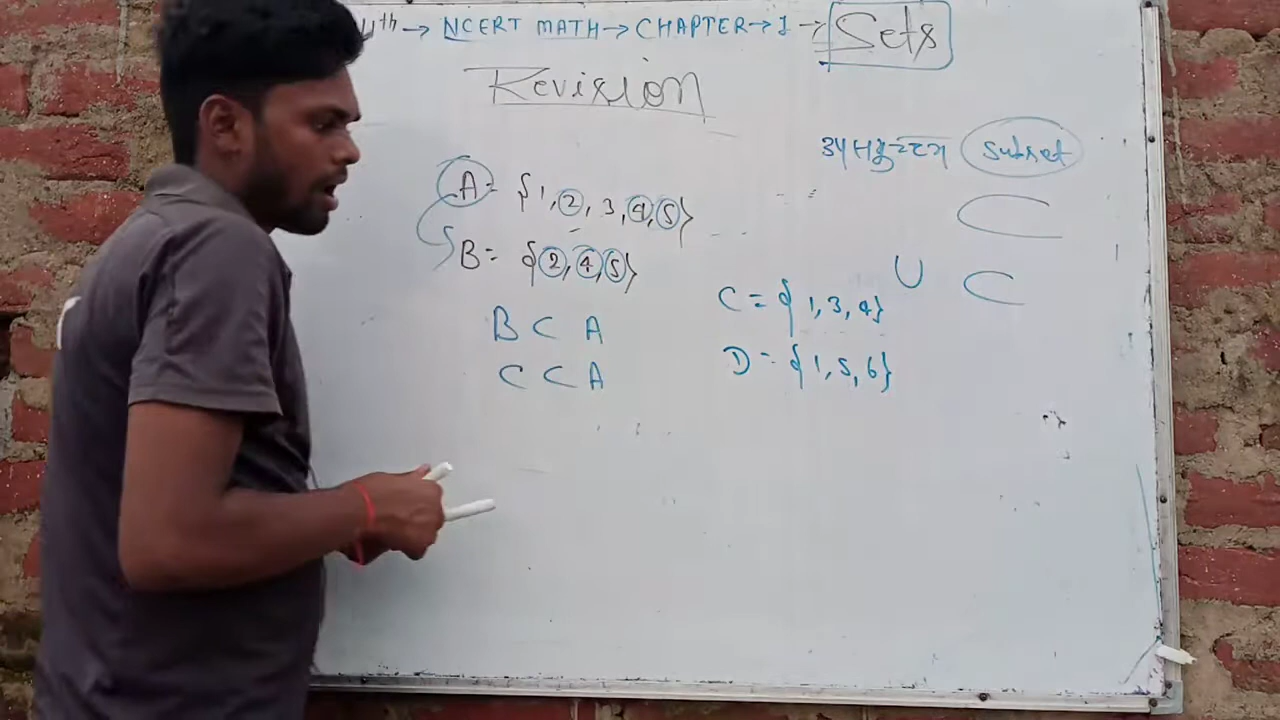 uth → NCERT MATH → CHAPTER → 1 → Sets
Revision
उपसमुच्चय subset
A = {1, 2, 3, 4, 5}
⊂
B = {2, 4, 5}
∪ ⊂
C = {1, 3, 4}
B ⊂ A
D = {1, 5, 6}
C ⊂ A